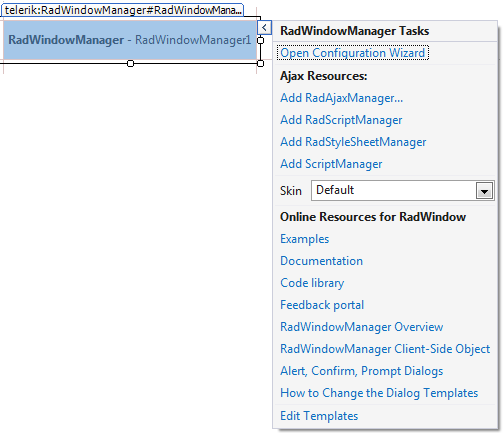 telerik:RadWindowManager#RadWindowMana...
RadWindowManager - RadWindowManager1
RadWindowManager Tasks
Open Configuration Wizard
Ajax Resources:
Add RadAjaxManager...
Add RadScriptManager
Add RadStyleSheetManager
Add ScriptManager
Skin Default
Online Resources for RadWindow
Examples
Documentation
Code library
Feedback portal
RadWindowManager Overview
RadWindowManager Client-Side Object
Alert, Confirm, Prompt Dialogs
How to Change the Dialog Templates
Edit Templates